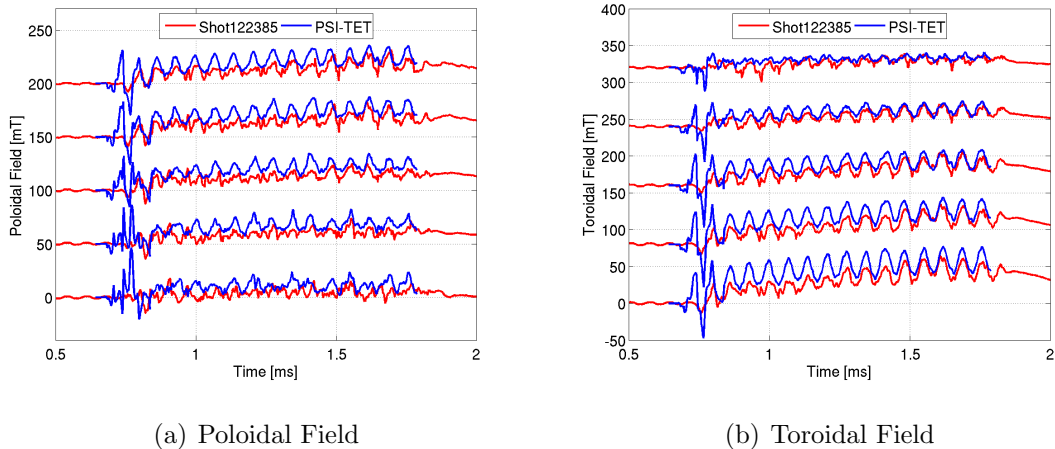 Shot122385
PSI-TET
250
200
150
100
50
0
Poloidal Field [mT]
0.5
1
1.5
2
Time [ms]
(a) Poloidal Field
Shot122385
PSI-TET
400
350
300
250
200
150
100
50
0
-50
Toroidal Field [mT]
0.5
1
1.5
2
Time [ms]
(b) Toroidal Field